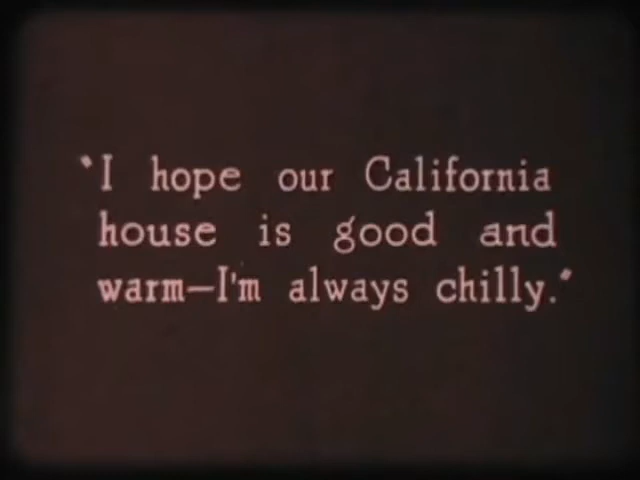 "I hope our California
house is good and
warm—I'm always chilly."